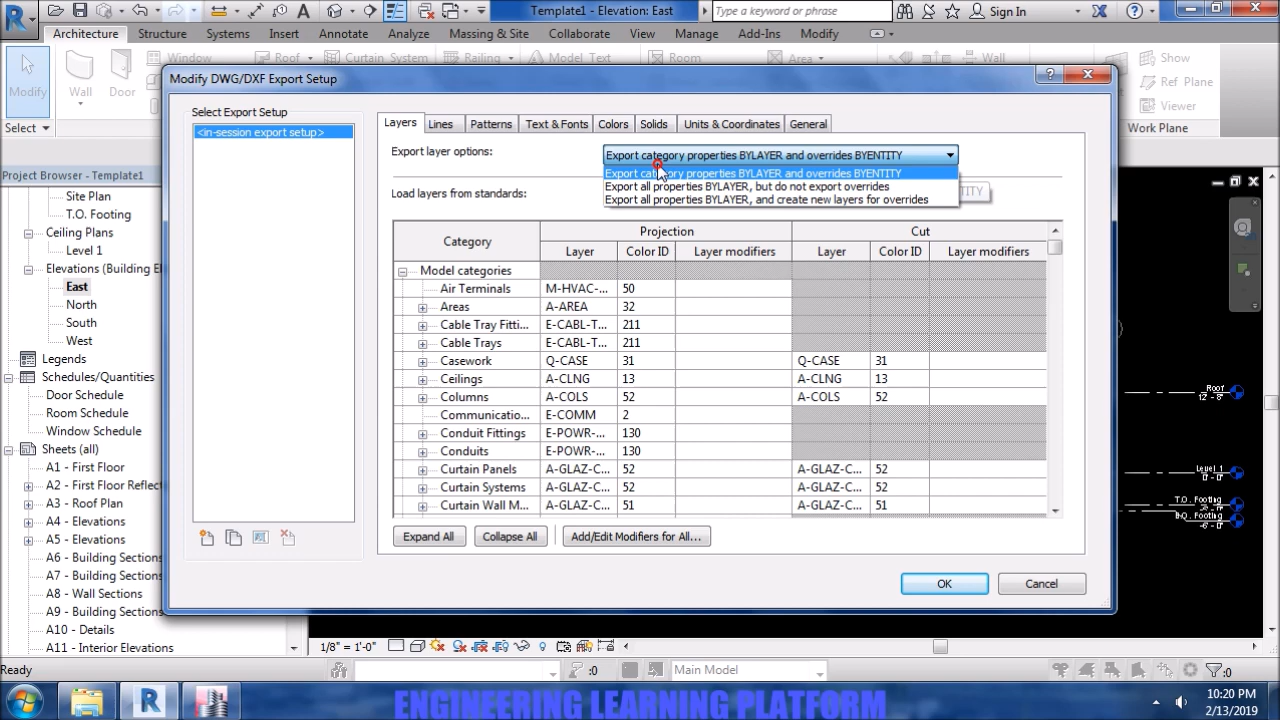 Template1 - Elevation: East
Type a keyword or phrase
Sign In
Architecture Structure Systems Insert Annotate Analyze Massing & Site Collaborate View Manage Add-Ins Modify
Modify
Wall
Door
Window
Roof
Curtain System
Railing
Model Text
Room
Area
Show
Ref Plane
Viewer
Select
Work Plane
Modify DWG/DXF Export Setup
Select Export Setup
<in-session export setup>
Layers Lines Patterns Text & Fonts Colors Solids Units & Coordinates General
Export layer options:
Export category properties BYLAYER and overrides BYENTITY
Export category properties BYLAYER and overrides BYENTITY
Export all properties BYLAYER, but do not export overrides
Export all properties BYLAYER, and create new layers for overrides
Load layers from standards:
Category
Projection
Cut
Layer Color ID Layer modifiers Layer Color ID Layer modifiers
Model categories
Air Terminals M-HVAC-... 50
Areas A-AREA 32
Cable Tray Fitti... E-CABL-T... 211
Cable Trays E-CABL-T... 211
Casework Q-CASE 31 Q-CASE 31
Ceilings A-CLNG 13 A-CLNG 13
Columns A-COLS 52 A-COLS 52
Communicatio... E-COMM 2
Conduit Fittings E-POWR-... 130
Conduits E-POWR-... 130
Curtain Panels A-GLAZ-C... 52 A-GLAZ-C... 52
Curtain Systems A-GLAZ-C... 52 A-GLAZ-C... 52
Curtain Wall M... A-GLAZ-C... 51 A-GLAZ-C... 51
Expand All Collapse All Add/Edit Modifiers for All...
OK Cancel
Project Browser - Template1
Site Plan
T.O. Footing
Ceiling Plans
Level 1
Elevations (Building El
East
North
South
West
Legends
Schedules/Quantities
Door Schedule
Room Schedule
Window Schedule
Sheets (all)
A1 - First Floor
A2 - First Floor Reflect
A3 - Roof Plan
A4 - Elevations
A5 - Elevations
A6 - Building Sections
A7 - Building Sections
A8 - Wall Sections
A9 - Building Sections
A10 - Details
A11 - Interior Elevations
Roof
Level 1
T.O. Footing
B.O. Footing
1/8" = 1'-0"
Ready
:0
Main Model
:0
ENGINEERING LEARNING PLATFORM
10:20 PM
2/13/2019